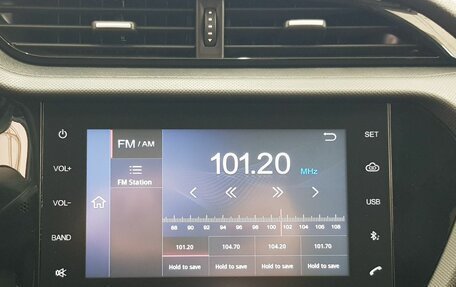 SET
VOL+
VOL-
USB
BAND
FM / AM
FM Station
101.20 MHz
88 90 92 94 96 98 100 102 104 106 108
101.20 104.70 104.20 101.70
Hold to save Hold to save Hold to save Hold to save